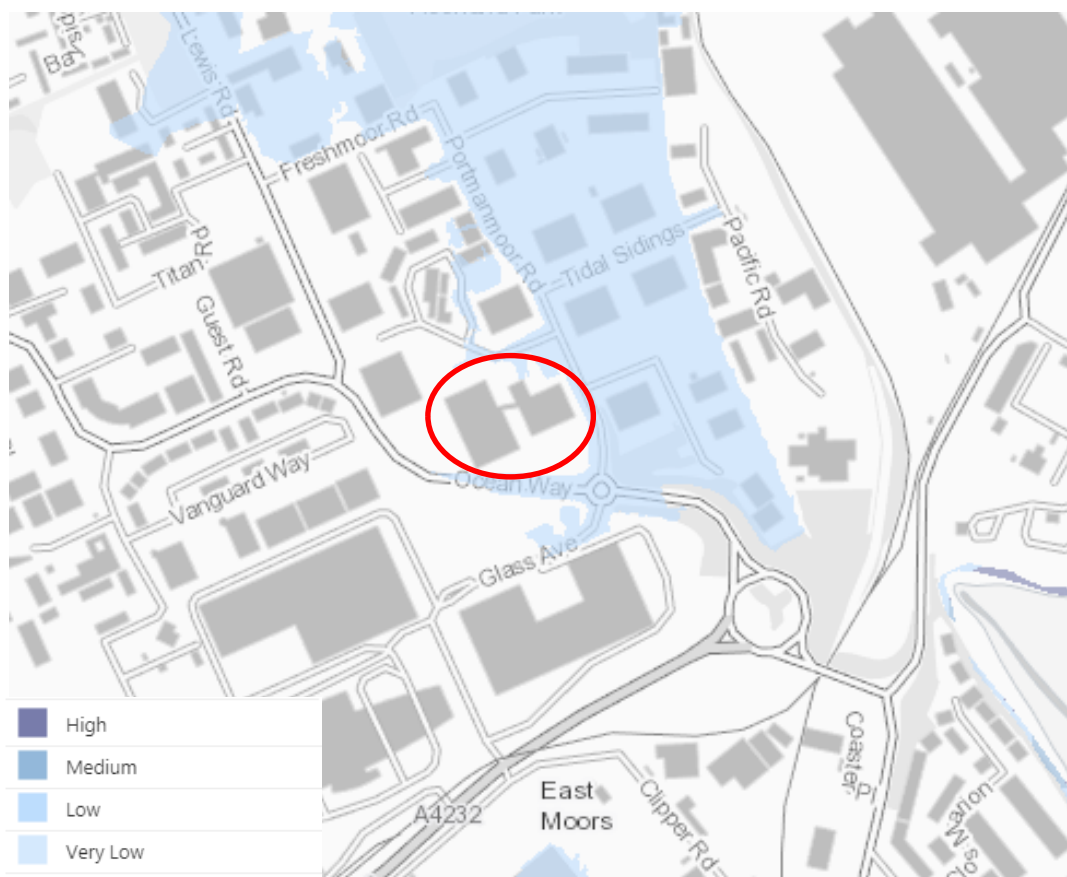 Lewis Rd
Freshmoor Rd
Portmanmoor Rd
Tidal Sidings
Pacific Rd
Titan Rd
Guest Rd
Vanguard Way
Ocean Way
Glass Ave
A4232
East
Moors
Clipper Rd
Coaster Pl
High
Medium
Low
Very Low